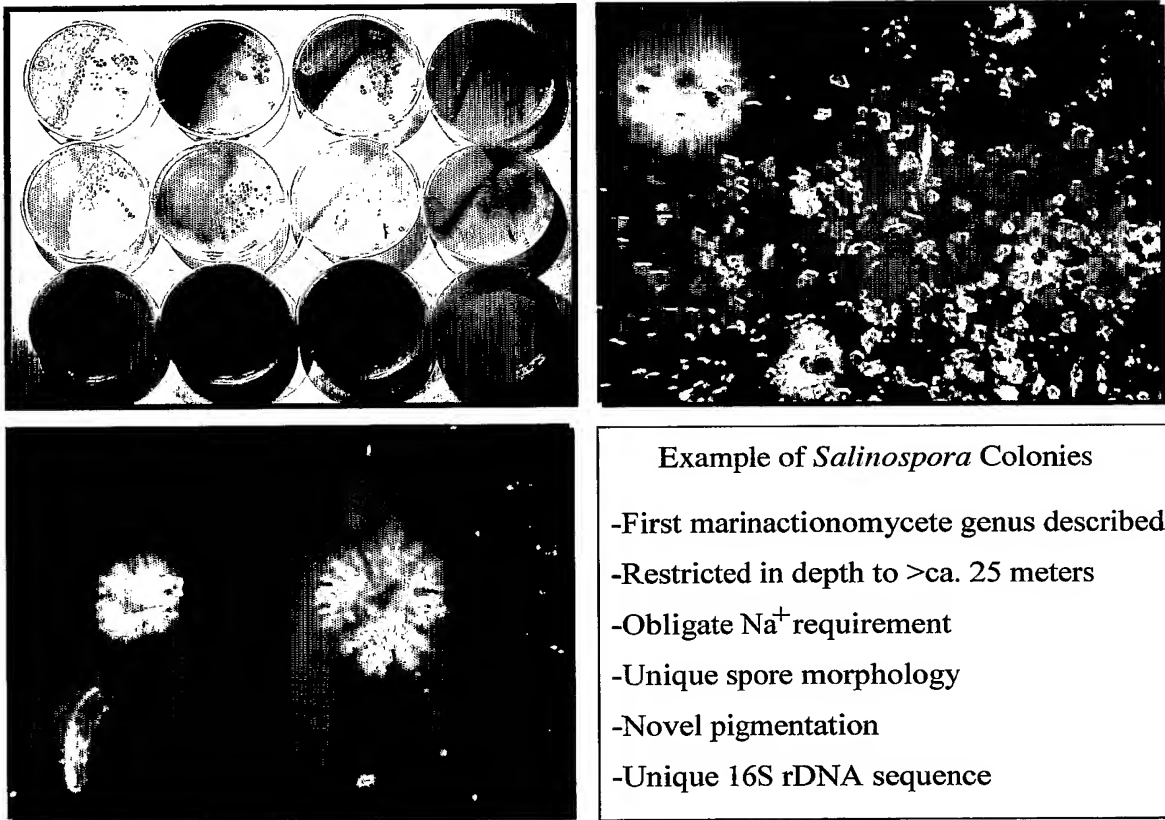 Example of Salinospora Colonies
-First marinactionomycete genus described
-Restricted in depth to >ca. 25 meters
-Obligate Na+ requirement
-Unique spore morphology
-Novel pigmentation
-Unique 16S rDNA sequence